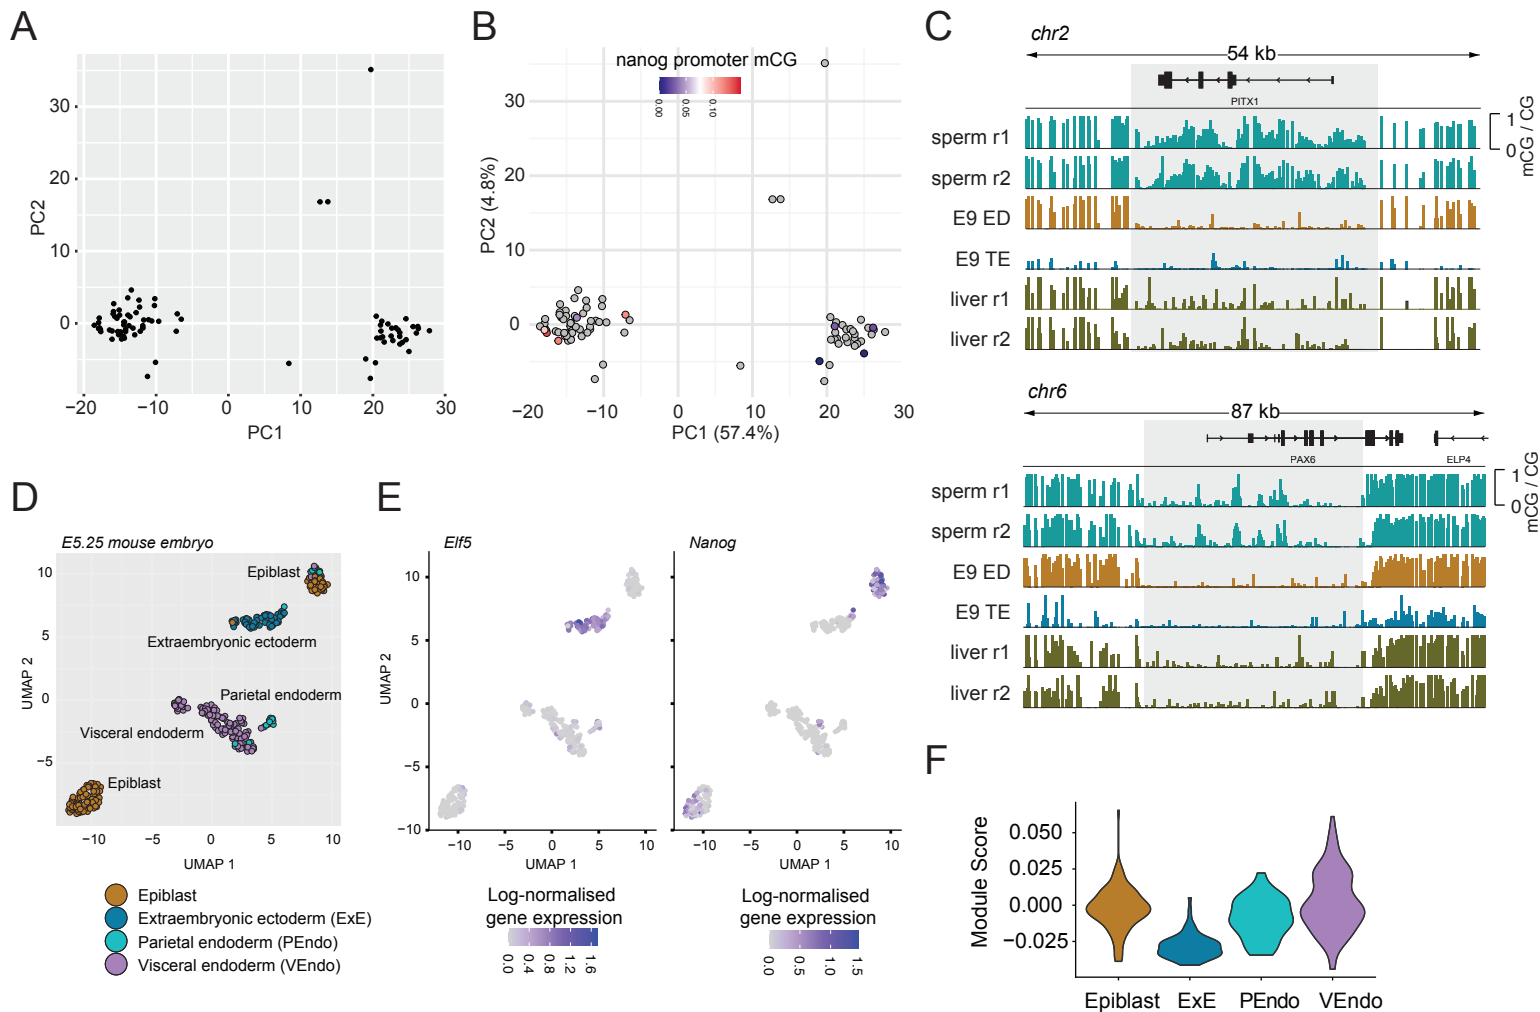 A
PC2
30
20
10
0
−20
−10
0
10
20
30
PC1
B
nanog promoter mCG
0.00
0.05
0.10
PC2 (4.8%)
30
20
10
0
−20
−10
0
10
20
30
PC1 (57.4%)
C
chr2
54 kb
PITX1
sperm r1
sperm r2
E9 ED
E9 TE
liver r1
liver r2
1
0
mCG / CG
chr6
87 kb
PAX6
ELP4
sperm r1
sperm r2
E9 ED
E9 TE
liver r1
liver r2
1
0
mCG / CG
D
E5.25 mouse embryo
Epiblast
Extraembryonic ectoderm
Parietal endoderm
Visceral endoderm
Epiblast
UMAP 2
10
5
0
−5
−10
−5
0
5
10
UMAP 1
Epiblast
Extraembryonic ectoderm (ExE)
Parietal endoderm (PEndo)
Visceral endoderm (VEndo)
E
Elf5
UMAP 2
10
5
0
−5
−10
−10
−5
0
5
10
UMAP 1
Log-normalised
gene expression
0.0
0.4
0.8
1.2
1.6
Nanog
−10
−5
0
5
10
UMAP 1
Log-normalised
gene expression
0.0
0.5
1.0
1.5
F
Module Score
0.050
0.025
0.000
−0.025
Epiblast
ExE
PEndo
VEndo